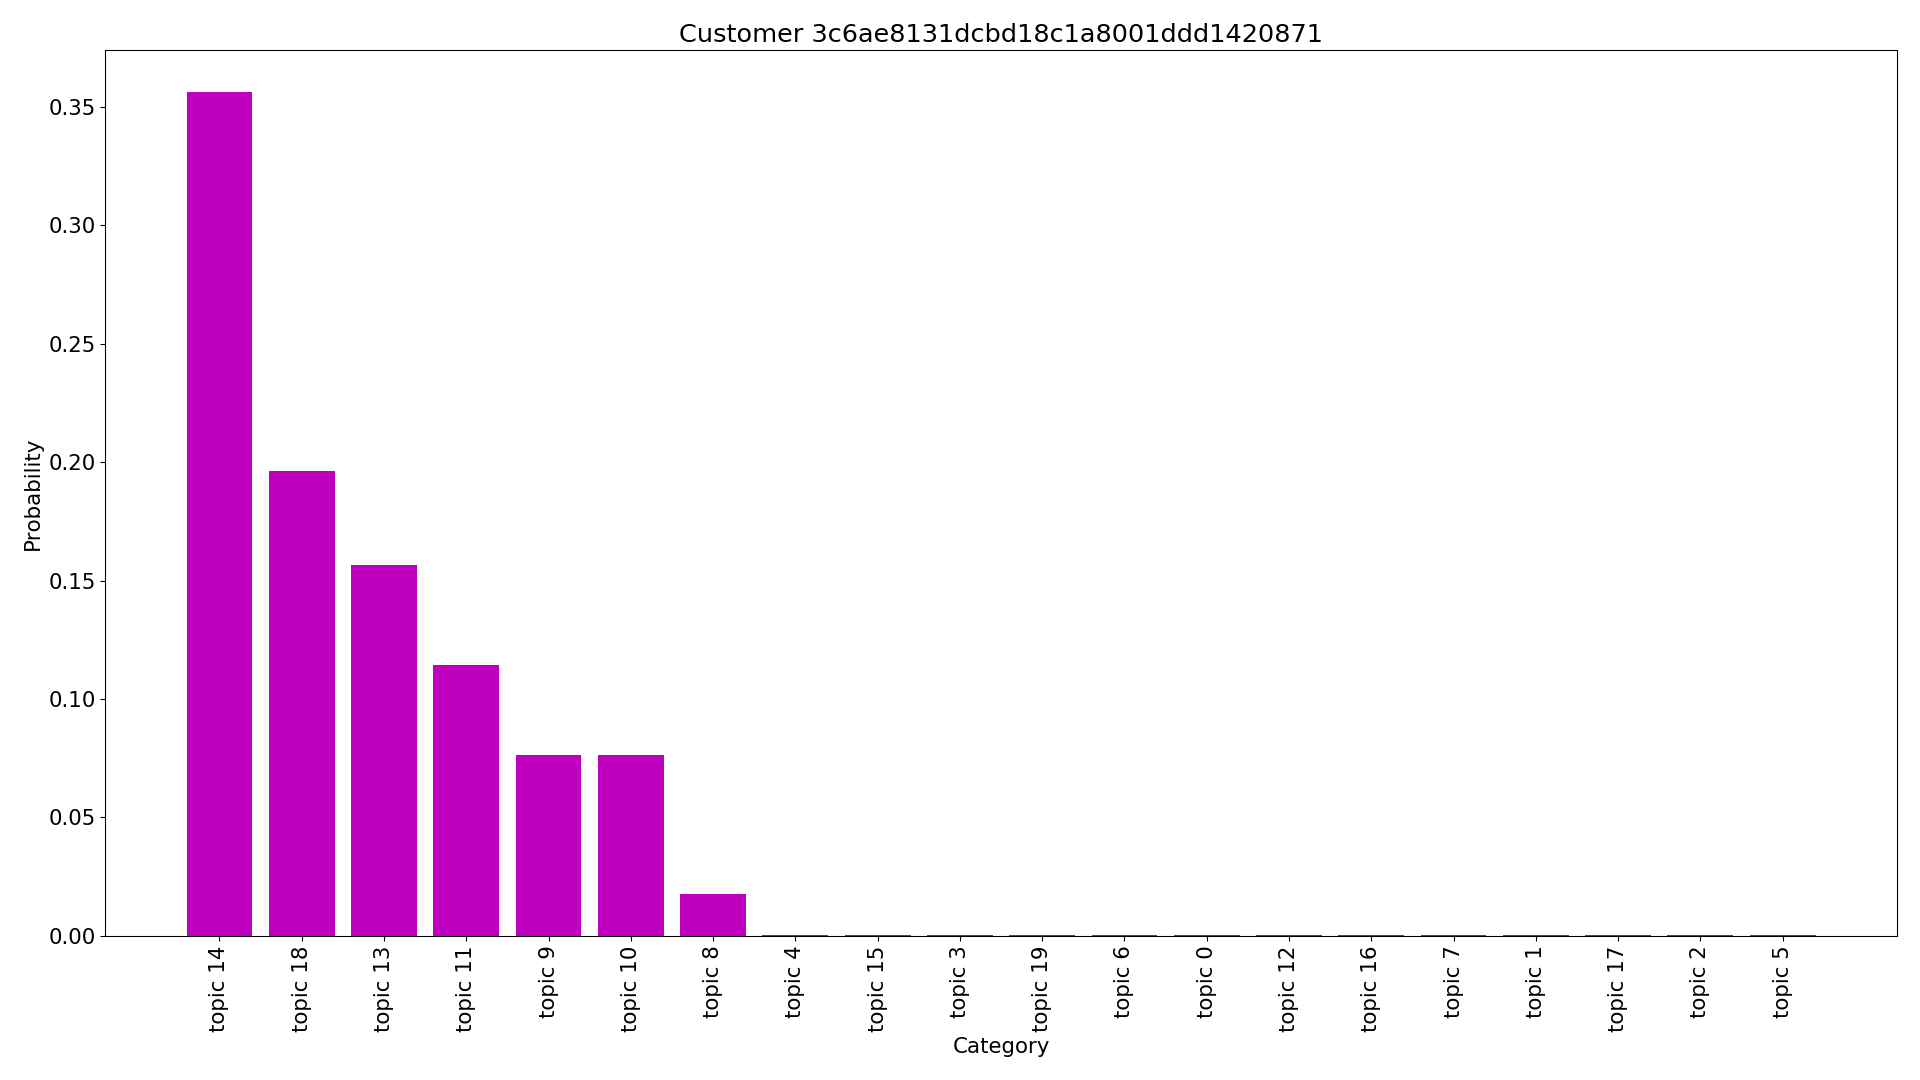 Customer 3c6ae8131dcbd18c1a8001ddd1420871
Probability
0.35
0.30
0.25
0.20
0.15
0.10
0.05
0.00
topic 14
topic 18
topic 13
topic 11
topic 9
topic 10
topic 8
topic 4
topic 15
topic 3
topic 19
topic 6
topic 0
topic 12
topic 16
topic 7
topic 1
topic 17
topic 2
topic 5
Category